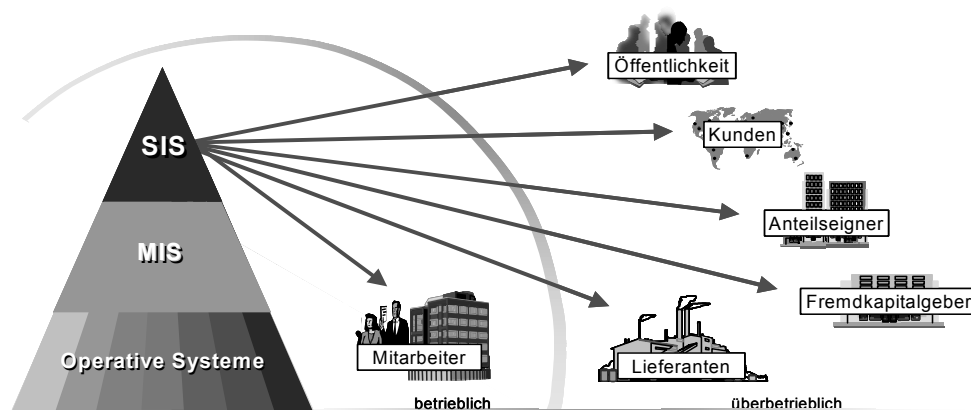 Öffentlichkeit
Kunden
SIS
Anteilseigner
MIS
Fremdkapitalgeber
Mitarbeiter
Lieferanten
Operative Systeme
betrieblich
überbetrieblich